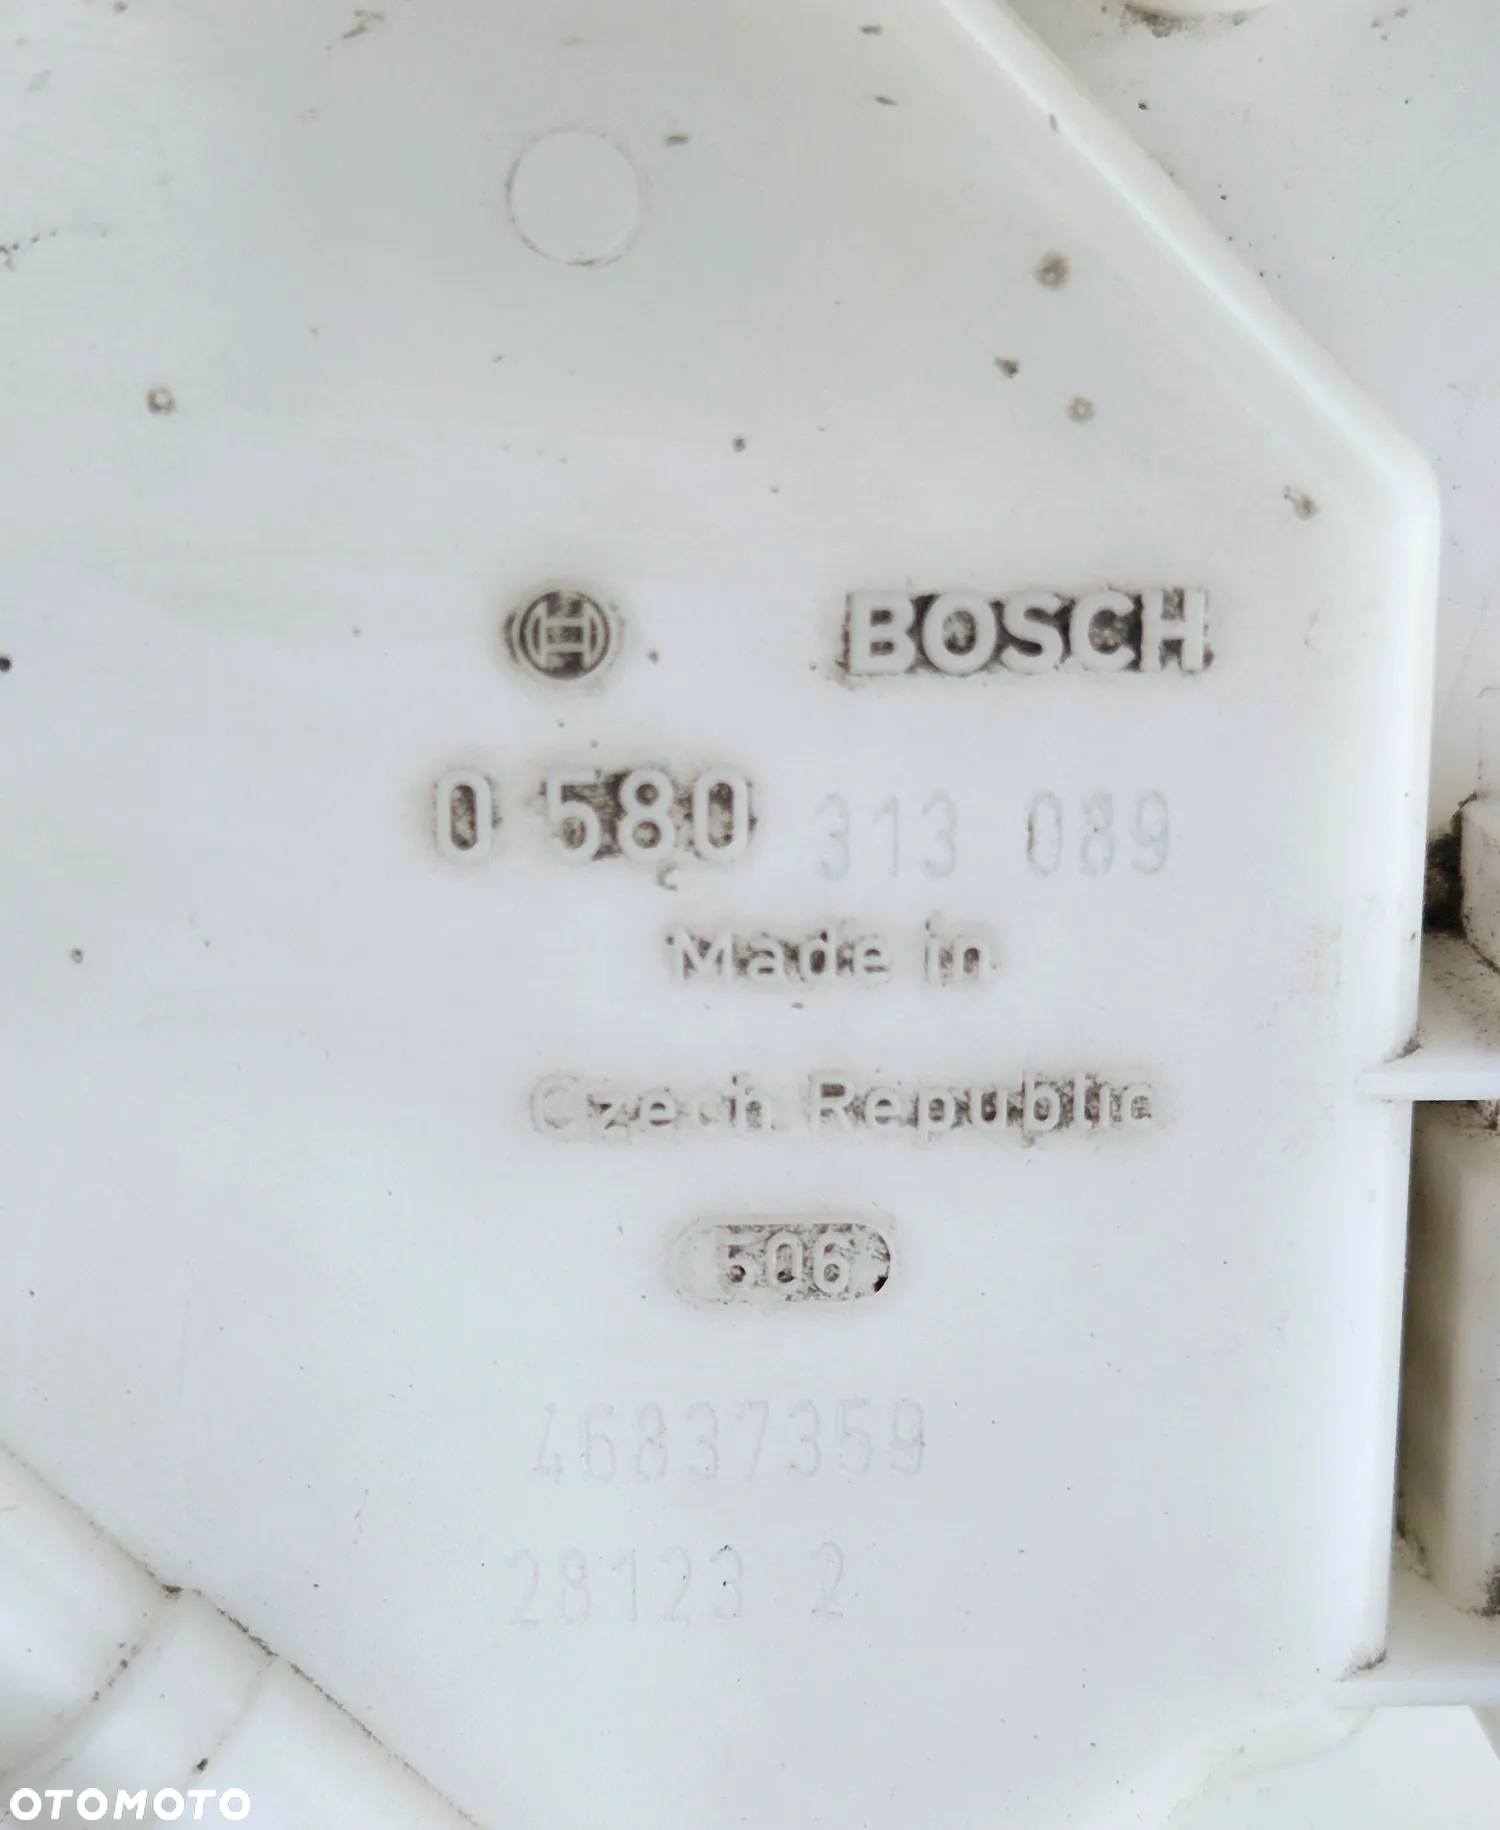 BOSCH
0 580 313 089
Made in
Czech Republic
506
46837359
28123 2
OTOMOTO